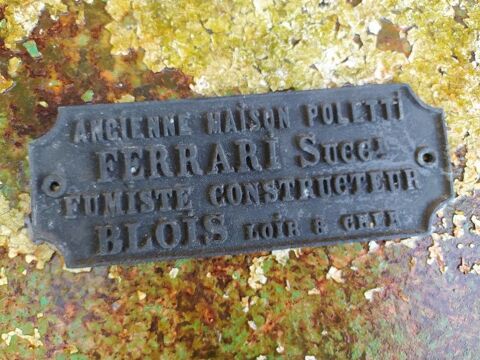 ANCIENNE MAISON POLETTI
FERRARI SUCCR
FUMISTE CONSTRUCTEUR
BLOIS LOIR & CHER